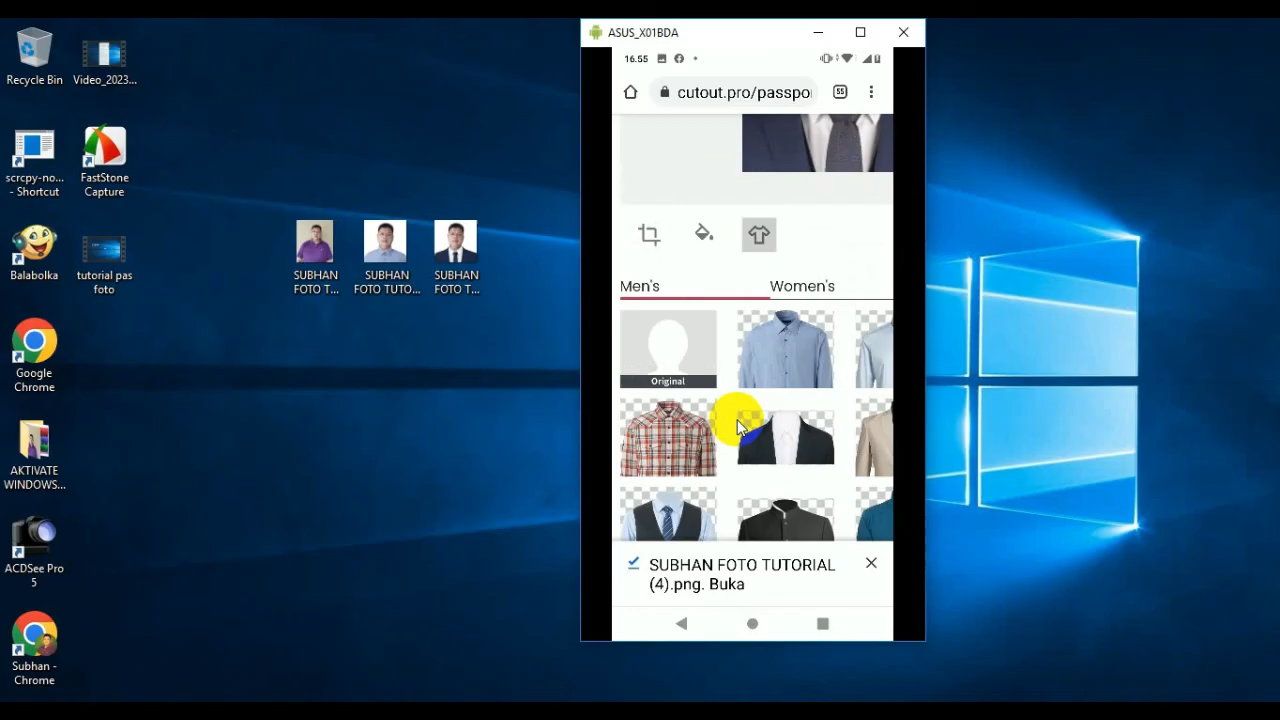 Recycle Bin
Video_2023...
scrcpy-no...
- Shortcut
FastStone
Capture
Balabolka
tutorial pas
foto
Google
Chrome
AKTIVATE
WINDOWS...
ACDSee Pro
5
Subhan -
Chrome
SUBHAN
FOTO T...
SUBHAN
FOTO TUTO...
SUBHAN
FOTO T...
ASUS_X01BDA
16.55
cutout.pro/passpo
55
Men's
Women's
Original
SUBHAN FOTO TUTORIAL
(4).png. Buka